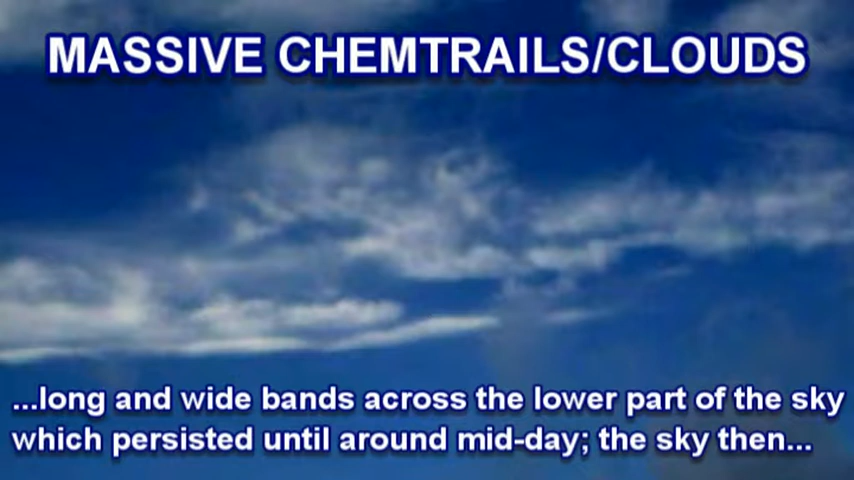 MASSIVE CHEMTRAILS/CLOUDS
...long and wide bands across the lower part of the sky
which persisted until around mid-day; the sky then...